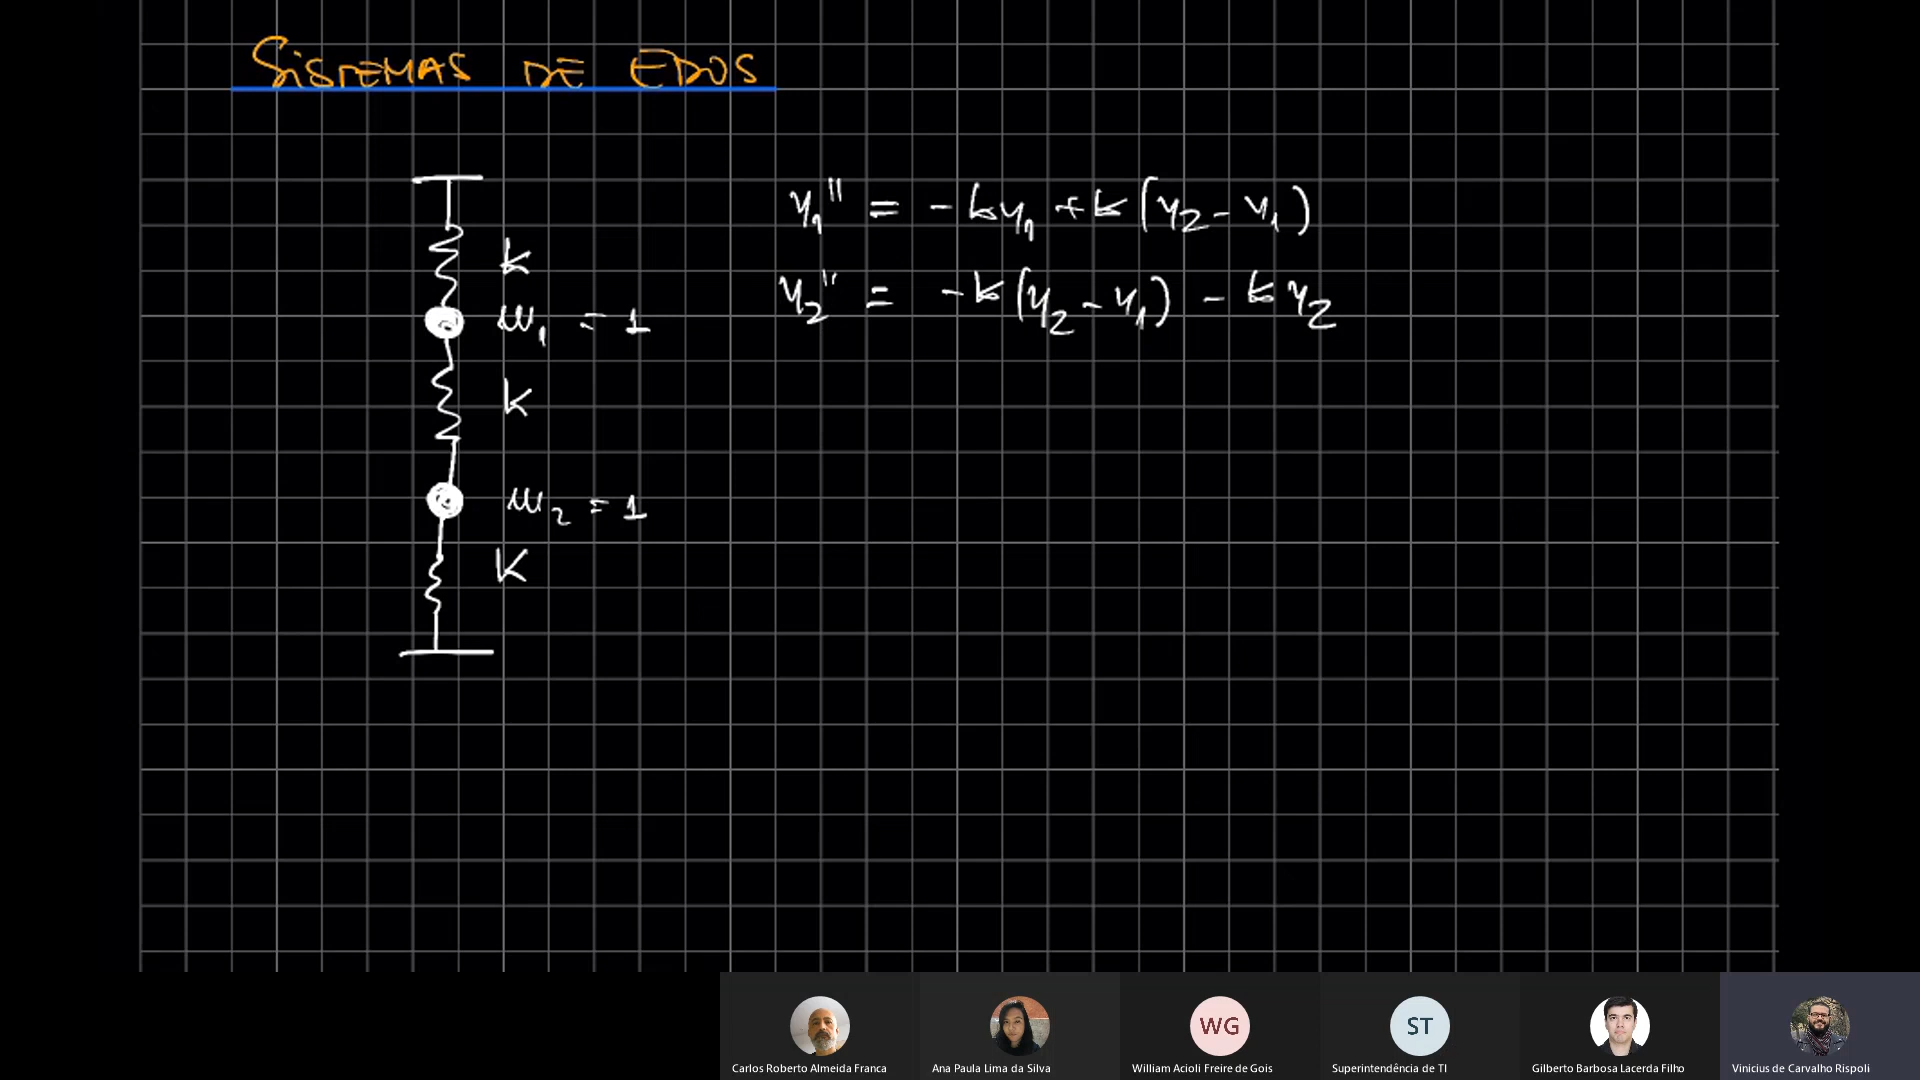 SISTEMAS DE EDOS
k
m₁ = 1
k
m₂ = 1
K
y₁'' = -ky₁ + k(y₂ - y₁)
y₂'' = -k(y₂ - y₁) - ky₂
WG
ST
Carlos Roberto Almeida Franca
Ana Paula Lima da Silva
William Acioli Freire de Gois
Superintendência de TI
Gilberto Barbosa Lacerda Filho
Vinicius de Carvalho Rispoli